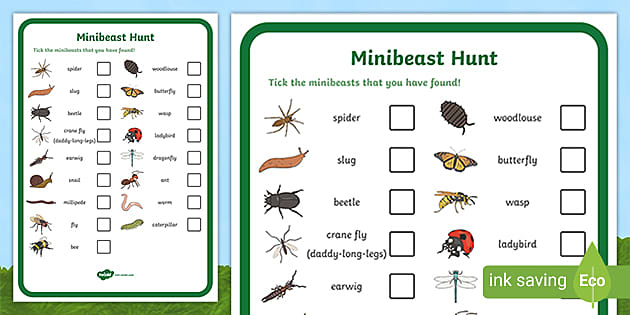 Minibeast Hunt
Tick the minibeasts that you have found!
spider woodlouse
slug butterfly
beetle wasp
crane fly
(daddy-long-legs) ladybird
earwig dragonfly
snail ant
millipede worm
fly caterpillar
bee
Minibeast Hunt
Tick the minibeasts that you have found!
spider woodlouse
slug butterfly
beetle wasp
crane fly
(daddy-long-legs) ladybird
earwig
ink saving Eco